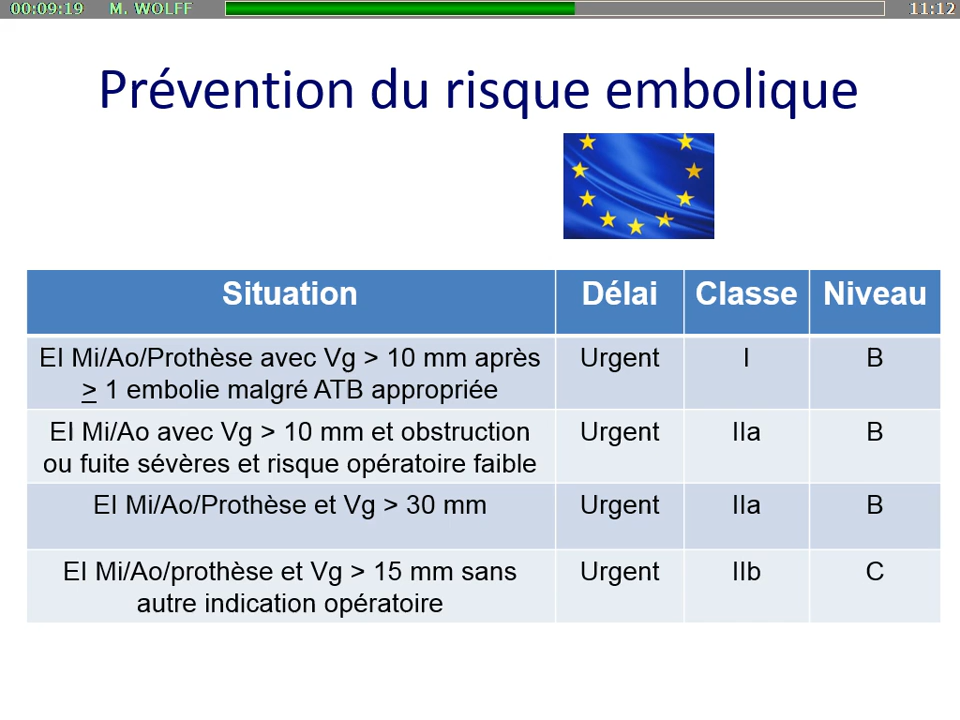 00:09:19 M. WOLFF 11:12
Prévention du risque embolique
Situation Délai Classe Niveau
EI Mi/Ao/Prothèse avec Vg > 10 mm après
≥ 1 embolie malgré ATB appropriée
Urgent I B
EI Mi/Ao avec Vg > 10 mm et obstruction
ou fuite sévères et risque opératoire faible
Urgent IIa B
EI Mi/Ao/Prothèse et Vg > 30 mm Urgent IIa B
EI Mi/Ao/prothèse et Vg > 15 mm sans
autre indication opératoire
Urgent IIb C